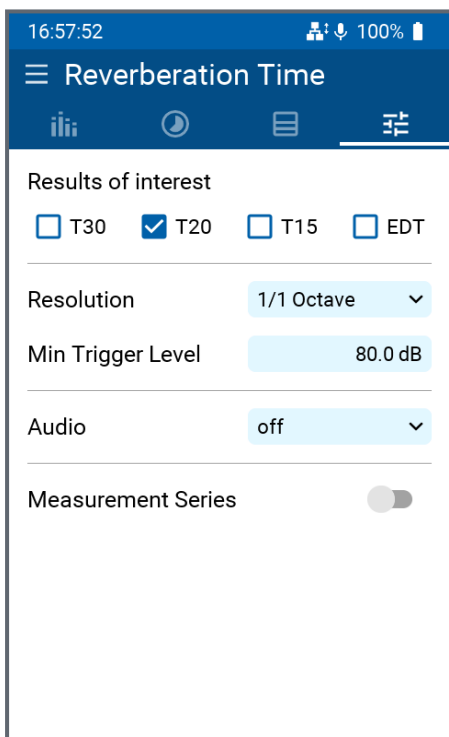 16:57:52 100%
Reverberation Time
Results of interest
T30 T20 T15 EDT
Resolution 1/1 Octave
Min Trigger Level 80.0 dB
Audio off
Measurement Series